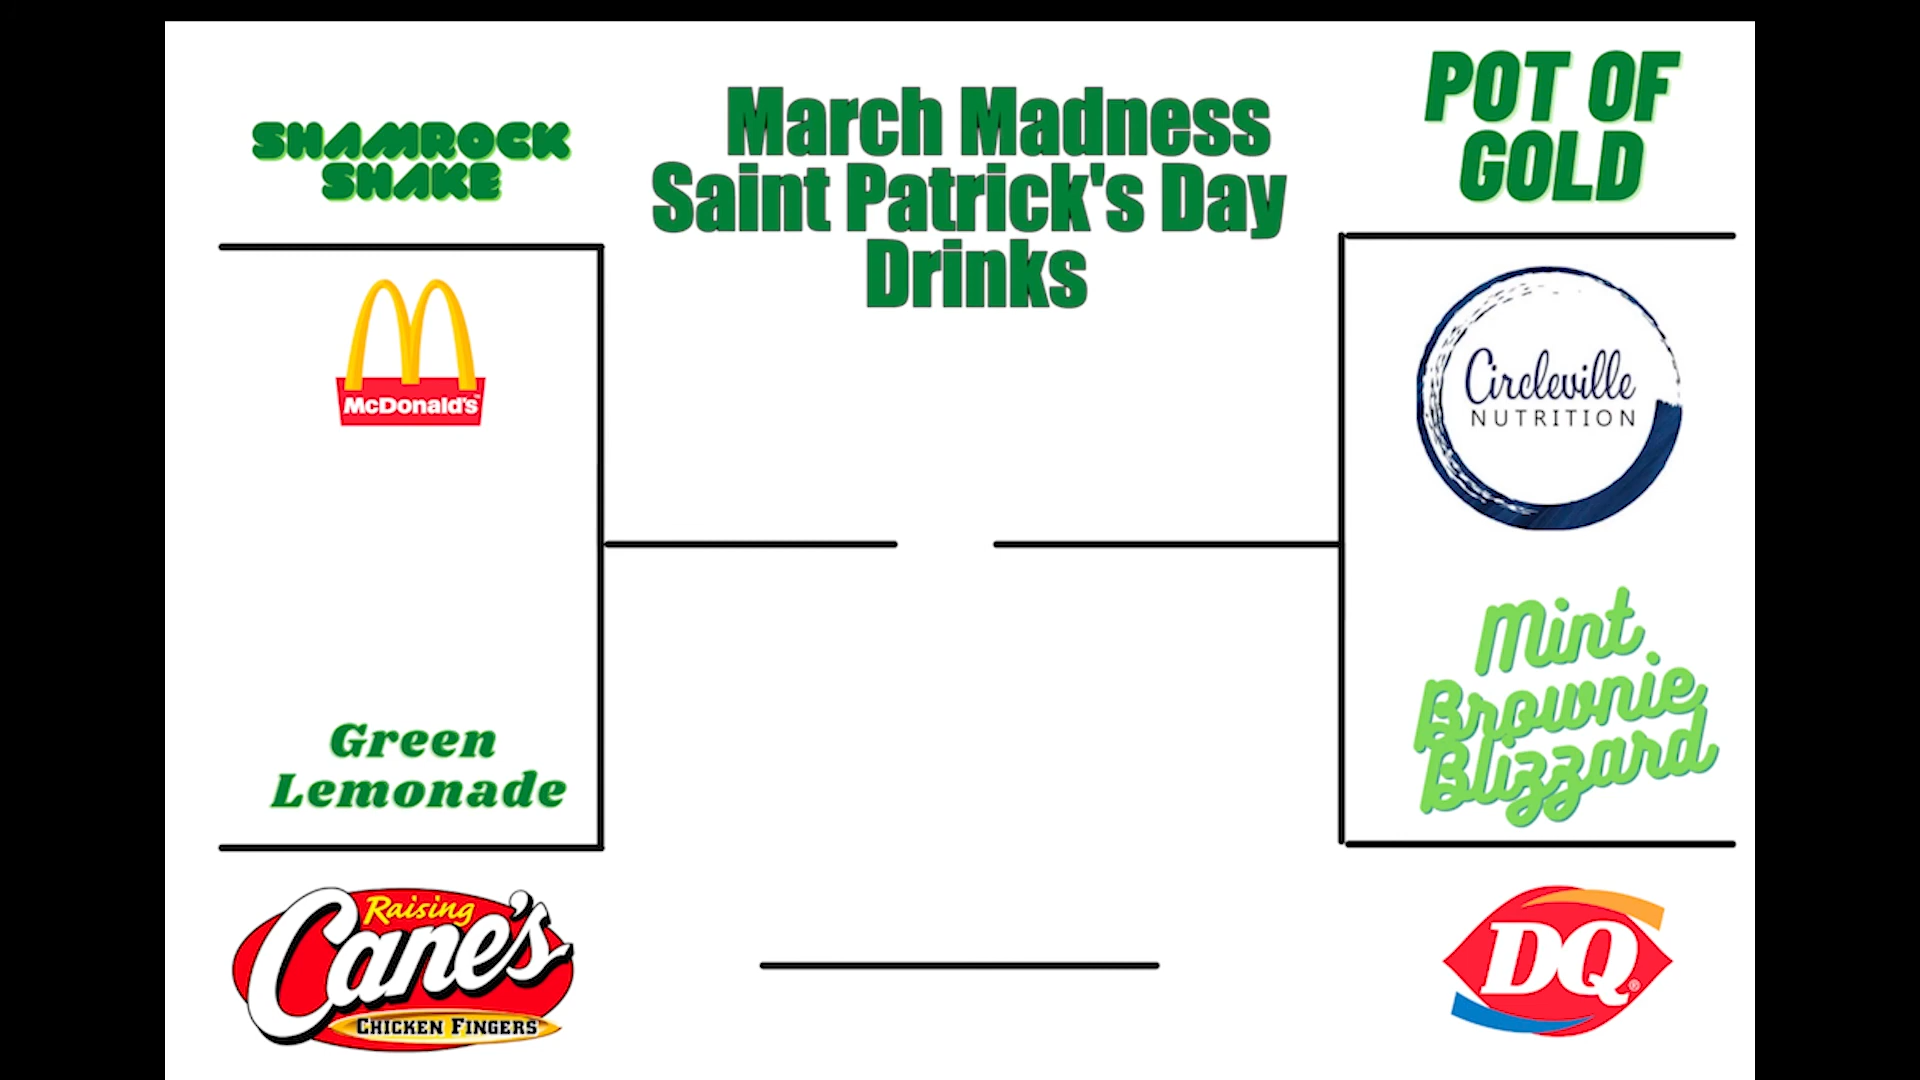 SHAMROCK
SHAKE
March Madness
Saint Patrick's Day
Drinks
POT OF
GOLD
McDonald's
Circleville
NUTRITION
Green
Lemonade
Mint
Brownie
Blizzard
Raising
Cane's
CHICKEN FINGERS
DQ®